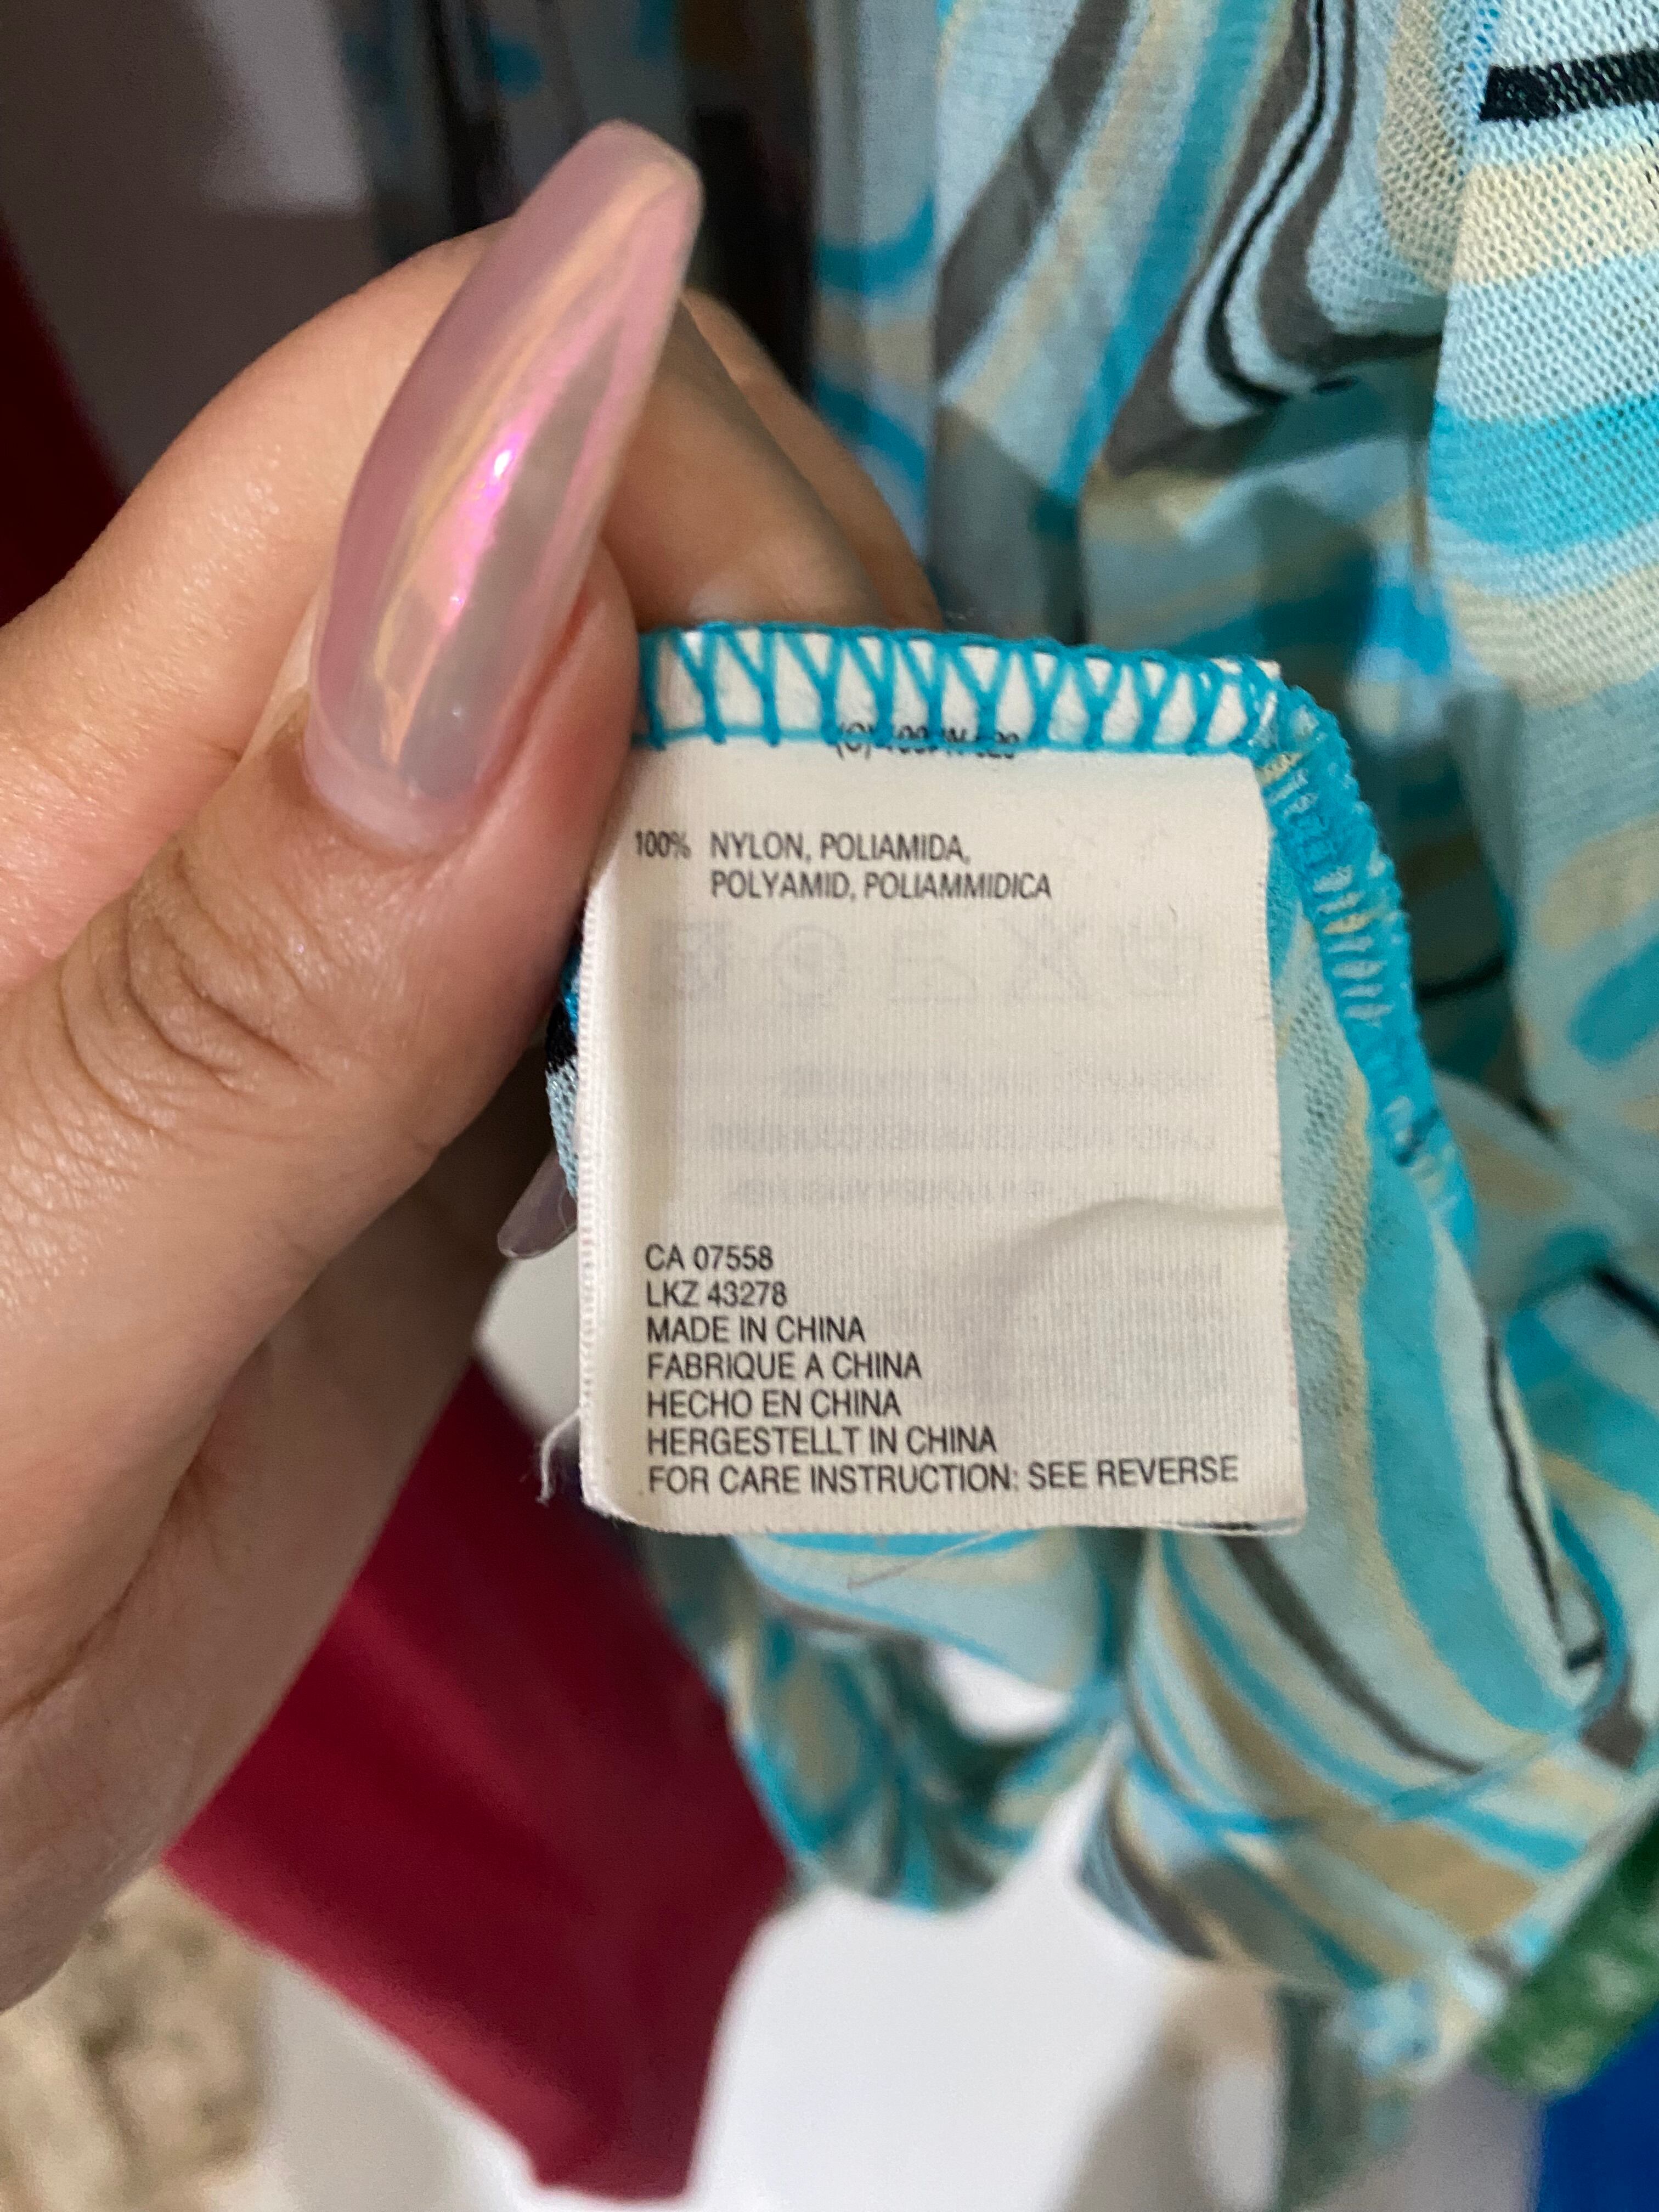 100% NYLON, POLIAMIDA,
POLYAMID, POLIAMMIDICA
CA 07558
LKZ 43278
MADE IN CHINA
FABRIQUE A CHINA
HECHO EN CHINA
HERGESTELLT IN CHINA
FOR CARE INSTRUCTION: SEE REVERSE